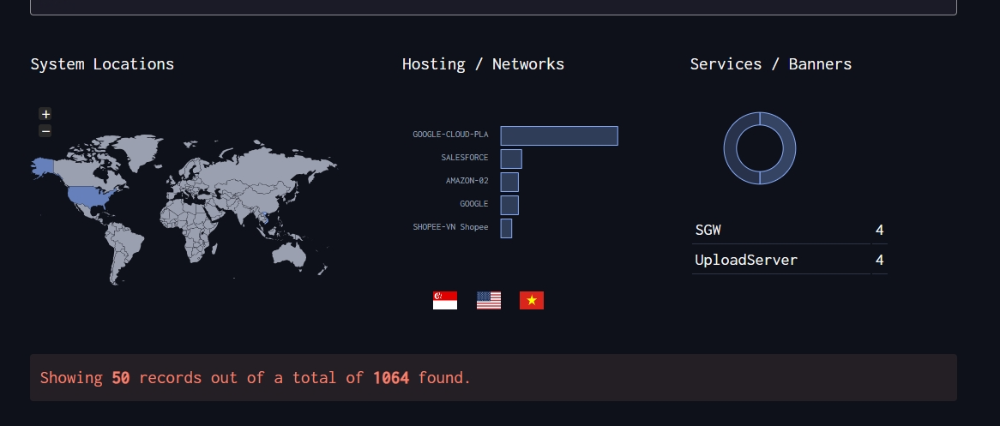 System Locations
Hosting / Networks
Services / Banners
+
−
GOOGLE-CLOUD-PLA
SALESFORCE
AMAZON-02
GOOGLE
SHOPEE-VN Shopee
SGW 4
UploadServer 4
Showing 50 records out of a total of 1064 found.